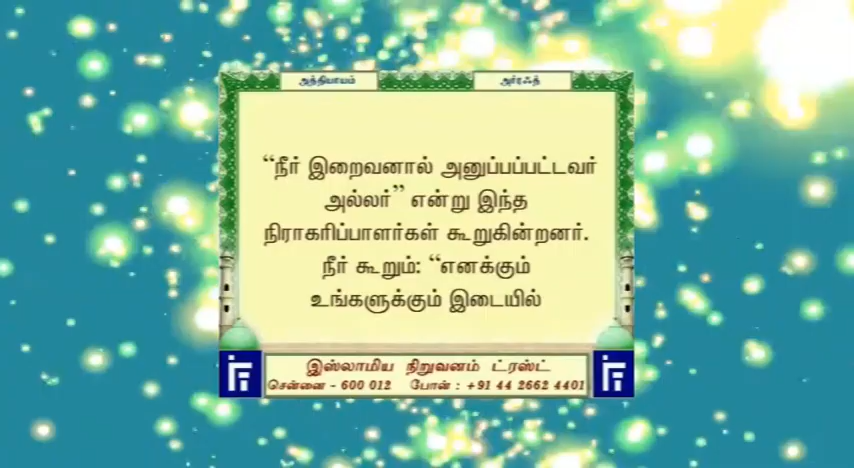 அத்தியாயம் அர்ரஃத்
“நீர் இறைவனால் அனுப்பப்பட்டவர்
அல்லர்” என்று இந்த
நிராகரிப்பாளர்கள் கூறுகின்றனர்.
நீர் கூறும்: “எனக்கும்
உங்களுக்கும் இடையில்
இஸ்லாமிய நிறுவனம் ட்ரஸ்ட்
சென்னை - 600 012 போன் : +91 44 2662 4401